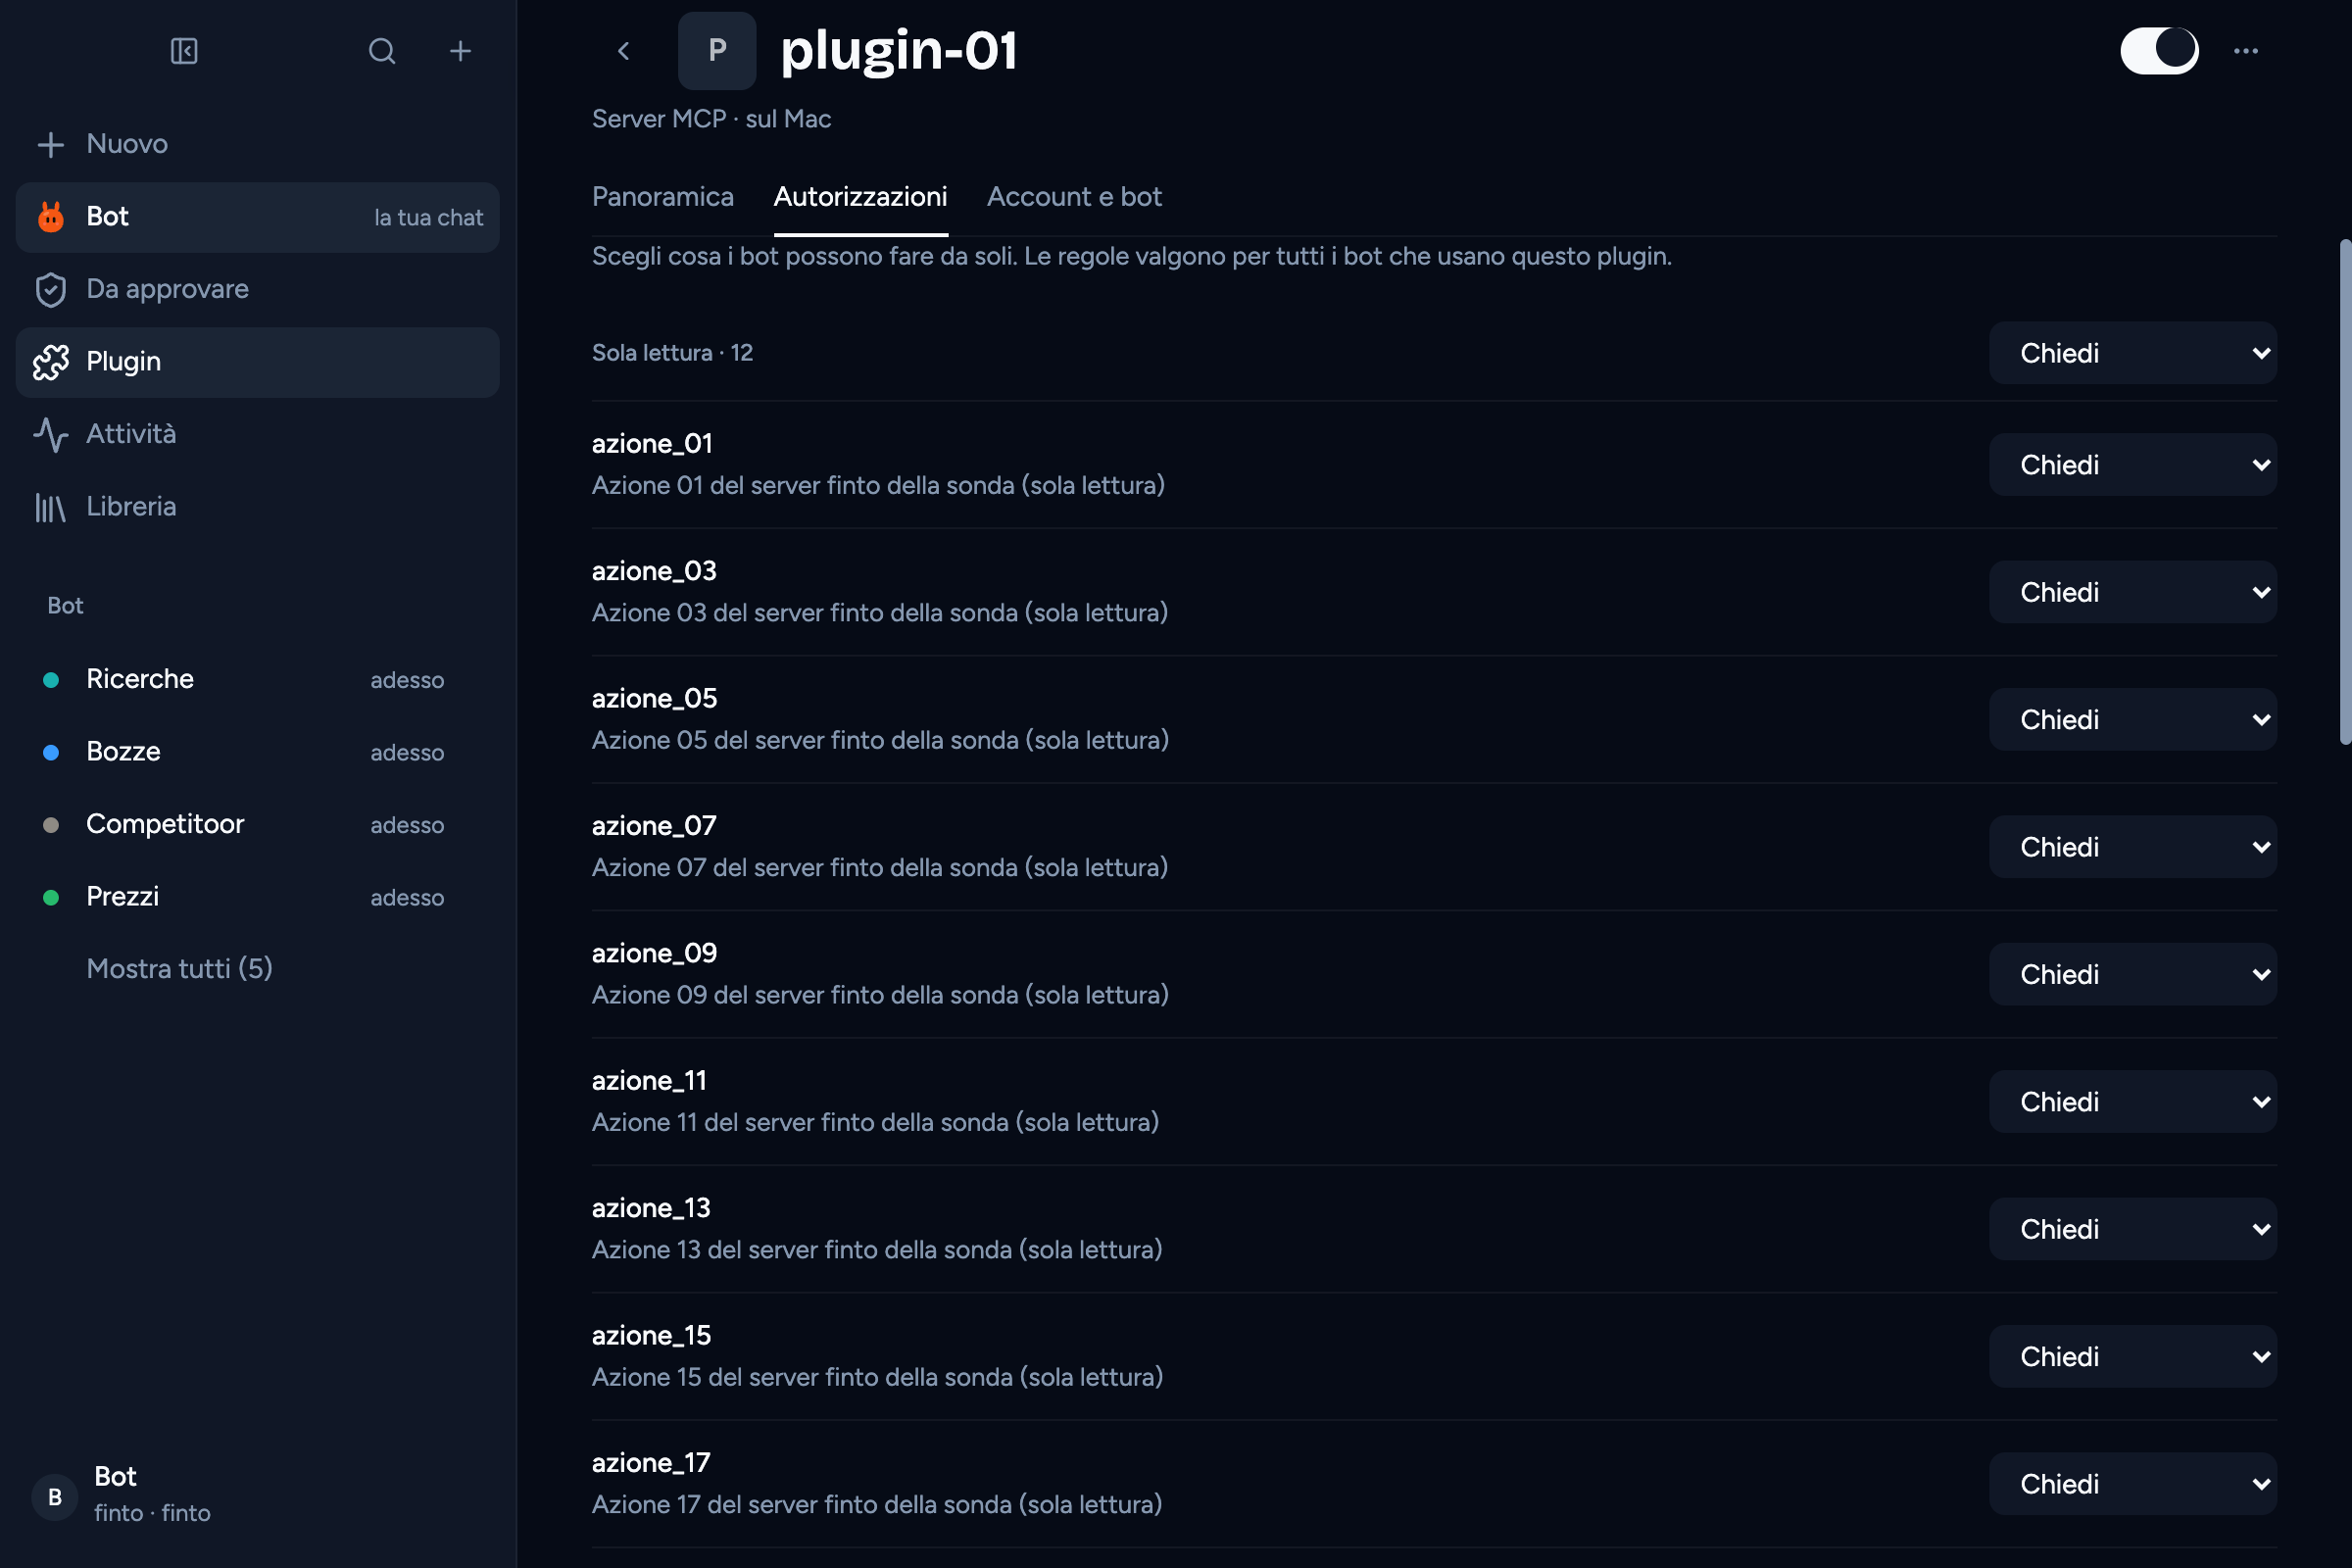 Nuovo
Bot la tua chat
Da approvare
Plugin
Attività
Libreria
Bot
Ricerche adesso
Bozze adesso
Competitoor adesso
Prezzi adesso
Mostra tutti (5)
B
Bot
finto · finto
P plugin-01
Server MCP · sul Mac
Panoramica Autorizzazioni Account e bot
Scegli cosa i bot possono fare da soli. Le regole valgono per tutti i bot che usano questo plugin.
Sola lettura · 12 Chiedi
azione_01
Azione 01 del server finto della sonda (sola lettura)
Chiedi
azione_03
Azione 03 del server finto della sonda (sola lettura)
Chiedi
azione_05
Azione 05 del server finto della sonda (sola lettura)
Chiedi
azione_07
Azione 07 del server finto della sonda (sola lettura)
Chiedi
azione_09
Azione 09 del server finto della sonda (sola lettura)
Chiedi
azione_11
Azione 11 del server finto della sonda (sola lettura)
Chiedi
azione_13
Azione 13 del server finto della sonda (sola lettura)
Chiedi
azione_15
Azione 15 del server finto della sonda (sola lettura)
Chiedi
azione_17
Azione 17 del server finto della sonda (sola lettura)
Chiedi